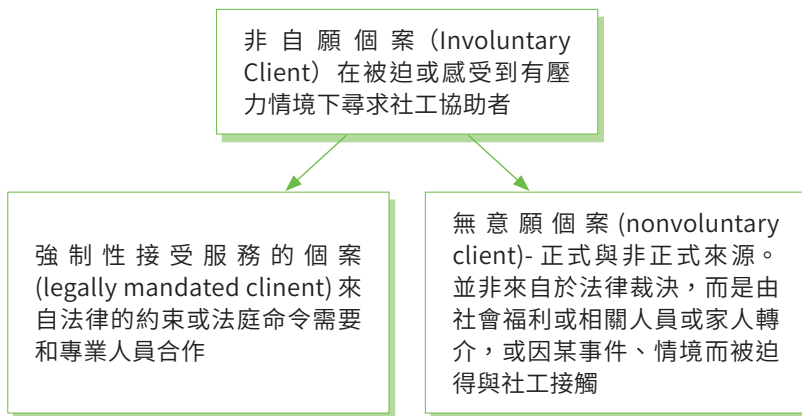 非自願個案（Involuntary
Client）在被迫或感受到有壓
力情境下尋求社工協助者
強制性接受服務的個案
(legally mandated clinent) 來
自法律的約束或法庭命令需要
和專業人員合作
無意願個案 (nonvoluntary
client)- 正式與非正式來源。
並非來自於法律裁決，而是由
社會福利或相關人員或家人轉
介，或因某事件、情境而被迫
得與社工接觸